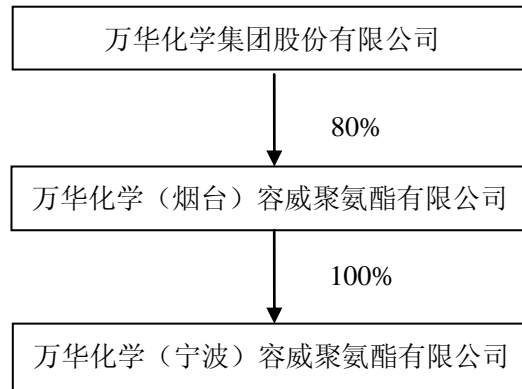 万华化学集团股份有限公司
80%
万华化学（烟台）容威聚氨酯有限公司
100%
万华化学（宁波）容威聚氨酯有限公司